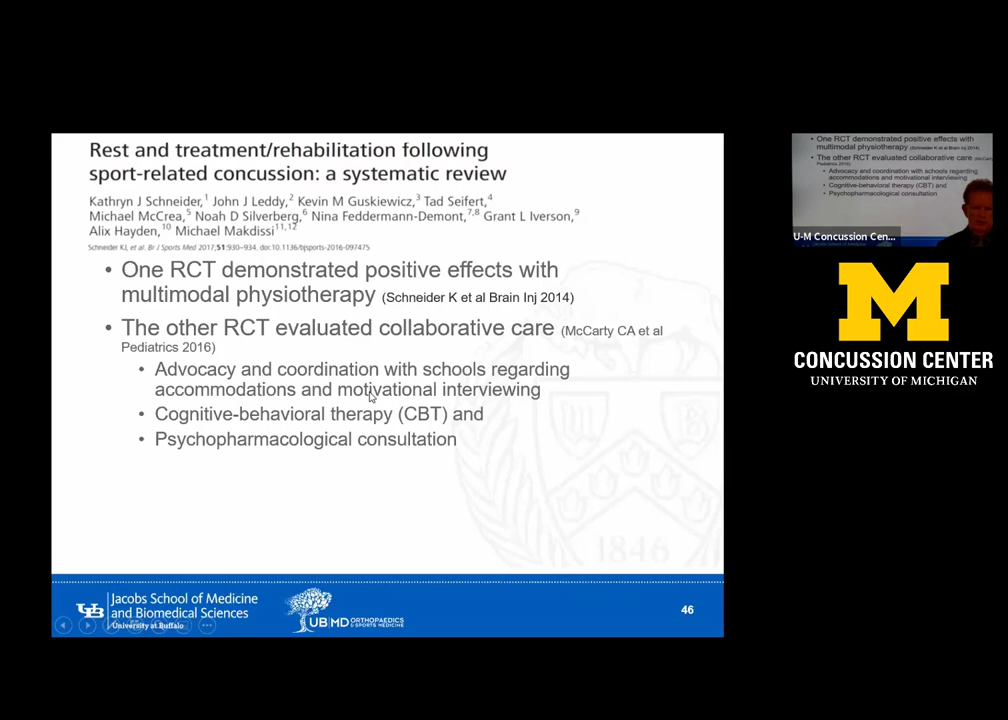 Rest and treatment/rehabilitation following
sport-related concussion: a systematic review
Kathryn J Schneider,1 John J Leddy,2 Kevin M Guskiewicz,3 Tad Seifert,4
Michael McCrea,5 Noah D Silverberg,6 Nina Feddermann-Demont,7,8 Grant L Iverson,9
Alix Hayden,10 Michael Makdissi11,12
Schneider KJ, et al. Br J Sports Med 2017;51:930–934. doi:10.1136/bjsports-2016-097475
• One RCT demonstrated positive effects with
multimodal physiotherapy (Schneider K et al Brain Inj 2014)
• The other RCT evaluated collaborative care (McCarty CA et al
Pediatrics 2016)
• Advocacy and coordination with schools regarding
accommodations and motivational interviewing
• Cognitive-behavioral therapy (CBT) and
• Psychopharmacological consultation
1846
UB
Jacobs School of Medicine
and Biomedical Sciences
University at Buffalo
UB|MD ORTHOPAEDICS
& SPORTS MEDICINE
46
• One RCT demonstrated positive effects with
multimodal physiotherapy (Schneider K et al Brain Inj 2014)
• The other RCT evaluated collaborative care (McCarty
Pediatrics 2016)
• Advocacy and coordination with schools regarding
accommodations and motivational interviewing
• Cognitive-behavioral therapy (CBT) and
• Psychopharmacological consultation
U-M Concussion Cen...
M
CONCUSSION CENTER
UNIVERSITY OF MICHIGAN